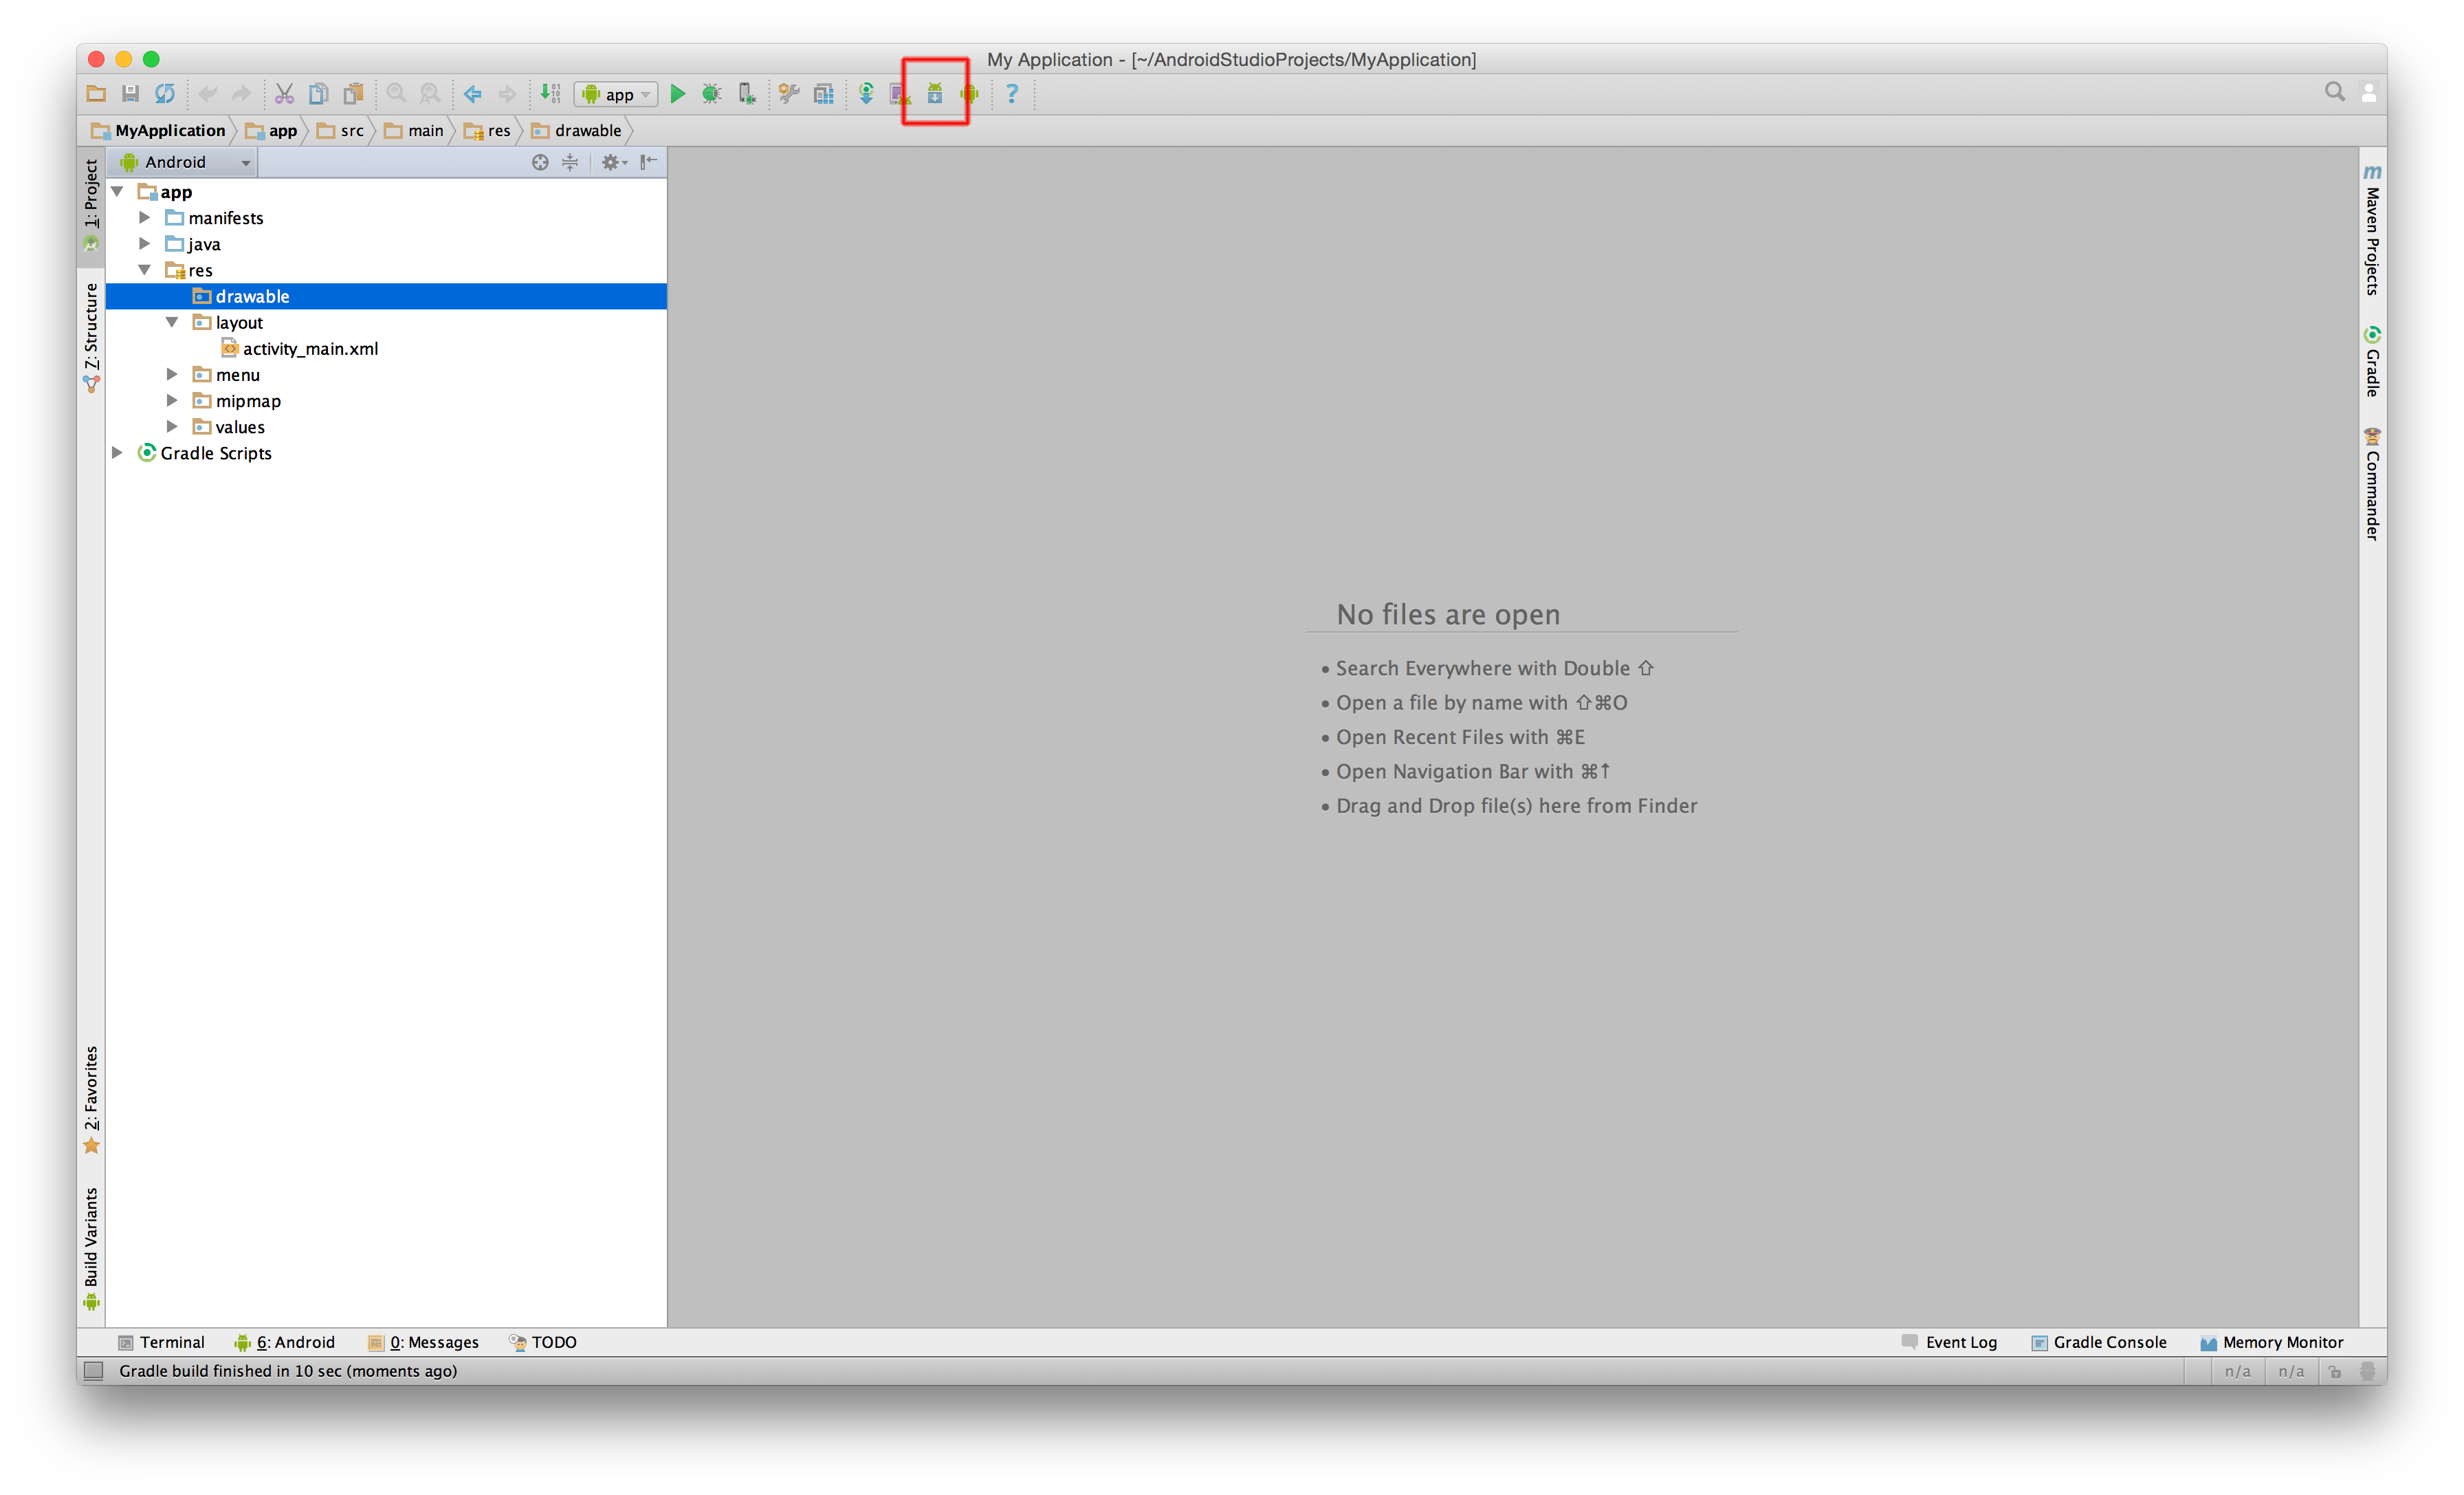 My Application - [~/AndroidStudioProjects/MyApplication]
app
MyApplication app src main res drawable
Android
1: Project
7: Structure
2: Favorites
Build Variants
app
manifests
java
res
drawable
layout
activity_main.xml
menu
mipmap
values
Gradle Scripts
No files are open
• Search Everywhere with Double ⇧
• Open a file by name with ⇧⌘O
• Open Recent Files with ⌘E
• Open Navigation Bar with ⌘↑
• Drag and Drop file(s) here from Finder
m Maven Projects
Gradle
Commander
Terminal 6: Android 0: Messages TODO Event Log Gradle Console Memory Monitor
Gradle build finished in 10 sec (moments ago) n/a n/a